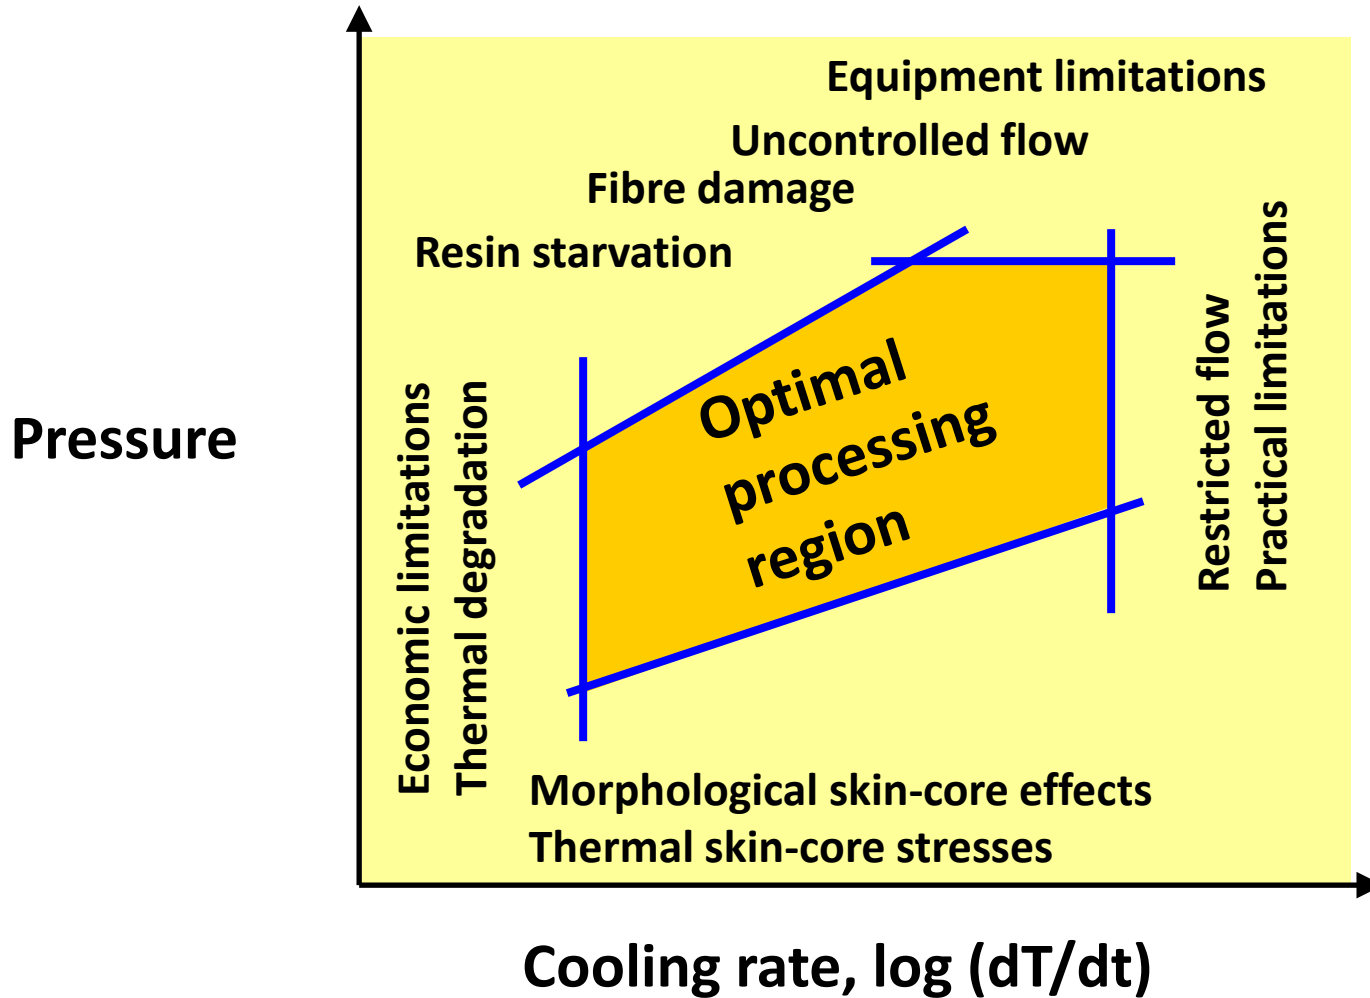 Equipment limitations
Uncontrolled flow
Fibre damage
Resin starvation
Pressure
Economic limitations
Thermal degradation
Optimal
processing
region
Restricted flow
Practical limitations
Morphological skin-core effects
Thermal skin-core stresses
Cooling rate, log (dT/dt)